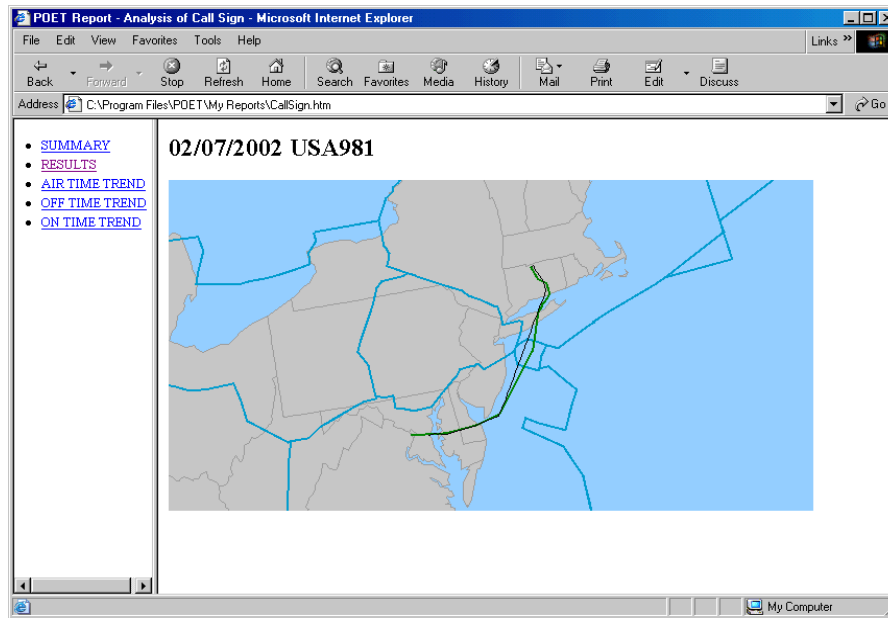 POET Report - Analysis of Call Sign - Microsoft Internet Explorer
File Edit View Favorites Tools Help Links »
Back Forward Stop Refresh Home Search Favorites Media History Mail Print Edit Discuss
Address C:\Program Files\POET\My Reports\CallSign.htm Go
SUMMARY
RESULTS
AIR TIME TREND
OFF TIME TREND
ON TIME TREND
02/07/2002 USA981
My Computer